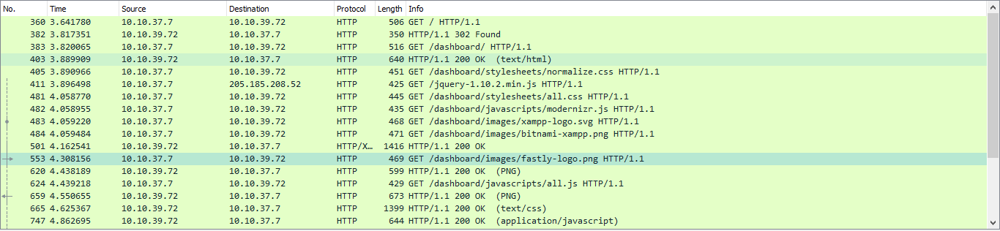 No. Time Source Destination Protocol Length Info
360 3.641780 10.10.37.7 10.10.39.72 HTTP 506 GET / HTTP/1.1
382 3.817351 10.10.39.72 10.10.37.7 HTTP 350 HTTP/1.1 302 Found
383 3.820065 10.10.37.7 10.10.39.72 HTTP 516 GET /dashboard/ HTTP/1.1
403 3.889909 10.10.39.72 10.10.37.7 HTTP 640 HTTP/1.1 200 OK (text/html)
405 3.890966 10.10.37.7 10.10.39.72 HTTP 451 GET /dashboard/stylesheets/normalize.css HTTP/1.1
411 3.896498 10.10.37.7 205.185.208.52 HTTP 425 GET /jquery-1.10.2.min.js HTTP/1.1
481 4.058770 10.10.37.7 10.10.39.72 HTTP 445 GET /dashboard/stylesheets/all.css HTTP/1.1
482 4.058955 10.10.37.7 10.10.39.72 HTTP 435 GET /dashboard/javascripts/modernizr.js HTTP/1.1
483 4.059220 10.10.37.7 10.10.39.72 HTTP 468 GET /dashboard/images/xampp-logo.svg HTTP/1.1
484 4.059484 10.10.37.7 10.10.39.72 HTTP 471 GET /dashboard/images/bitnami-xampp.png HTTP/1.1
501 4.162541 10.10.39.72 10.10.37.7 HTTP/X… 1416 HTTP/1.1 200 OK
553 4.308156 10.10.37.7 10.10.39.72 HTTP 469 GET /dashboard/images/fastly-logo.png HTTP/1.1
620 4.438189 10.10.39.72 10.10.37.7 HTTP 599 HTTP/1.1 200 OK (PNG)
624 4.439218 10.10.37.7 10.10.39.72 HTTP 429 GET /dashboard/javascripts/all.js HTTP/1.1
659 4.550655 10.10.39.72 10.10.37.7 HTTP 673 HTTP/1.1 200 OK (PNG)
665 4.625367 10.10.39.72 10.10.37.7 HTTP 1399 HTTP/1.1 200 OK (text/css)
747 4.862695 10.10.39.72 10.10.37.7 HTTP 644 HTTP/1.1 200 OK (application/javascript)